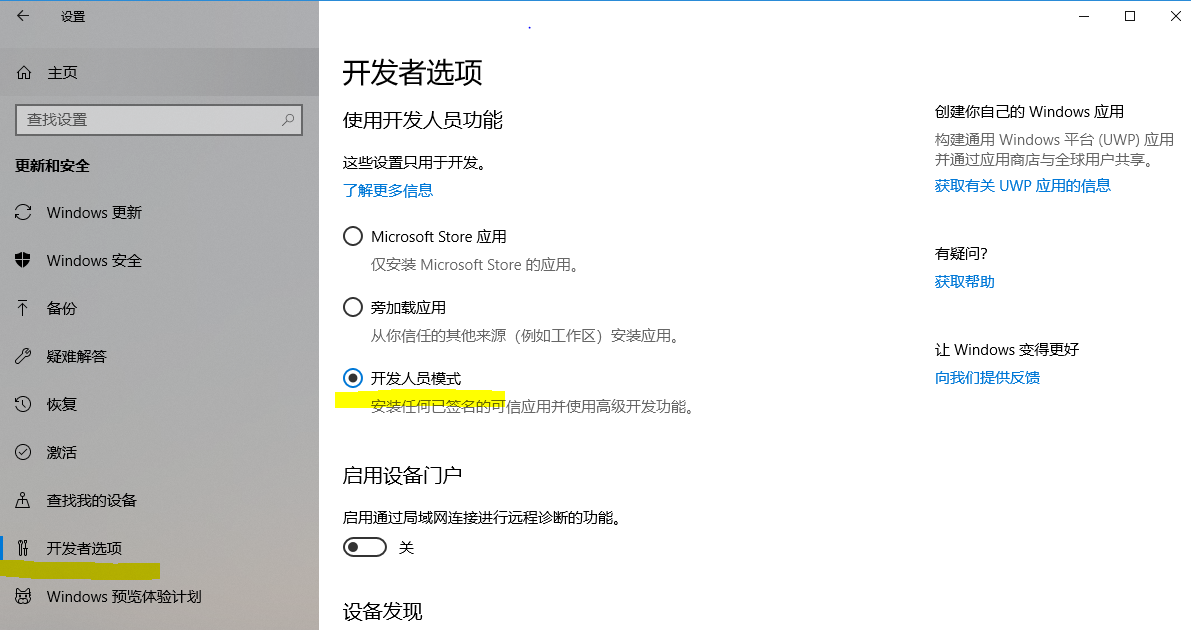 设置
主页
查找设置
更新和安全
Windows 更新
Windows 安全
备份
疑难解答
恢复
激活
查找我的设备
开发者选项
Windows 预览体验计划
开发者选项
使用开发人员功能
这些设置只用于开发。
了解更多信息
Microsoft Store 应用
仅安装 Microsoft Store 的应用。
旁加载应用
从你信任的其他来源（例如工作区）安装应用。
开发人员模式
安装任何已签名的可信应用并使用高级开发功能。
启用设备门户
启用通过局域网连接进行远程诊断的功能。
关
设备发现
创建你自己的 Windows 应用
构建通用 Windows 平台 (UWP) 应用
并通过应用商店与全球用户共享。
获取有关 UWP 应用的信息
有疑问?
获取帮助
让 Windows 变得更好
向我们提供反馈